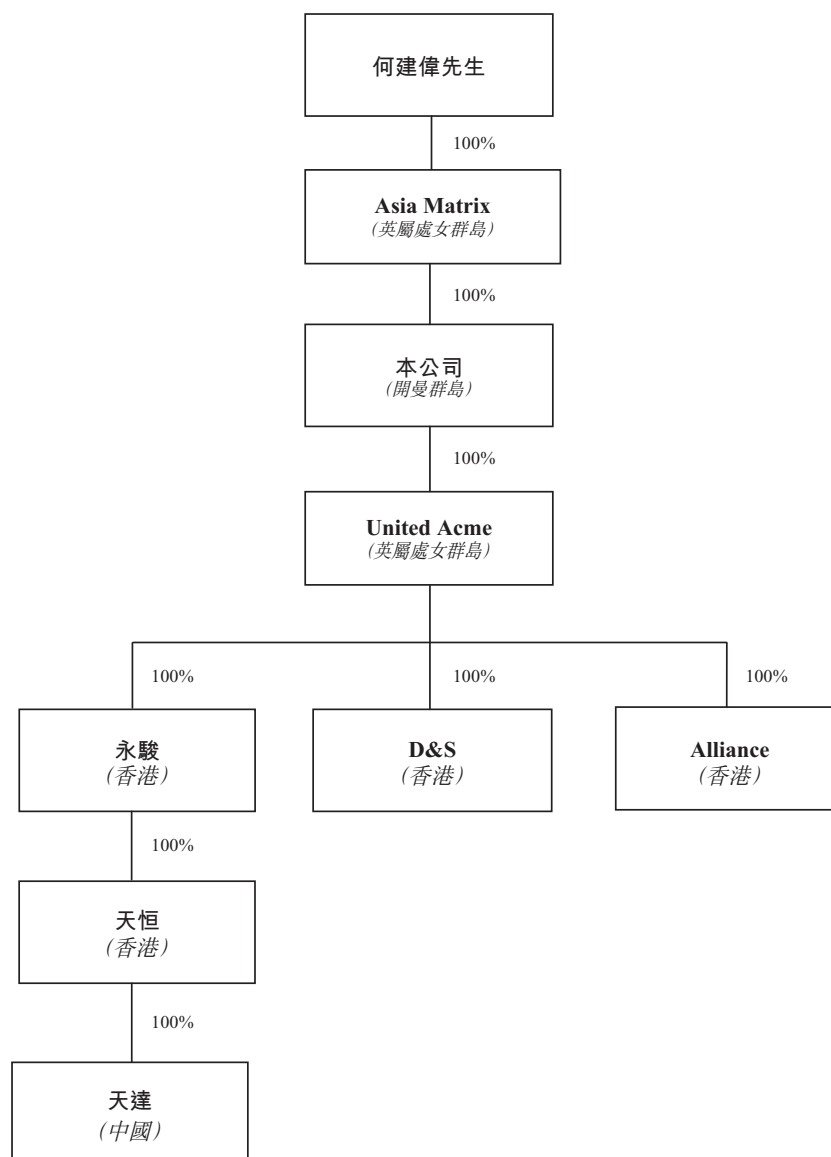 何建偉先生
100%
Asia Matrix
(英屬處女群島)
100%
本公司
(開曼群島)
100%
United Acme
(英屬處女群島)
100%
100%
100%
永駿
(香港)
D&S
(香港)
Alliance
(香港)
100%
天恒
(香港)
100%
天達
(中國)